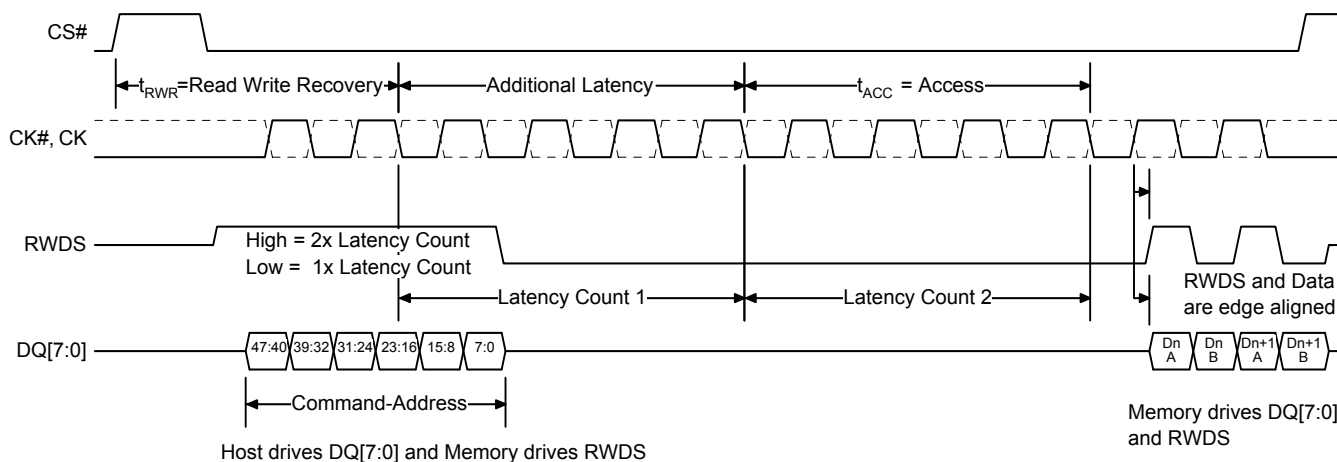 CS#
tRWR=Read Write Recovery
Additional Latency
tACC = Access
CK#, CK
RWDS
High = 2x Latency Count
Low = 1x Latency Count
Latency Count 1
Latency Count 2
RWDS and Data
are edge aligned
DQ[7:0]
47:40
39:32
31:24
23:16
15:8
7:0
Dn
A
Dn
B
Dn+1
A
Dn+1
B
Command-Address
Host drives DQ[7:0] and Memory drives RWDS
Memory drives DQ[7:0]
and RWDS